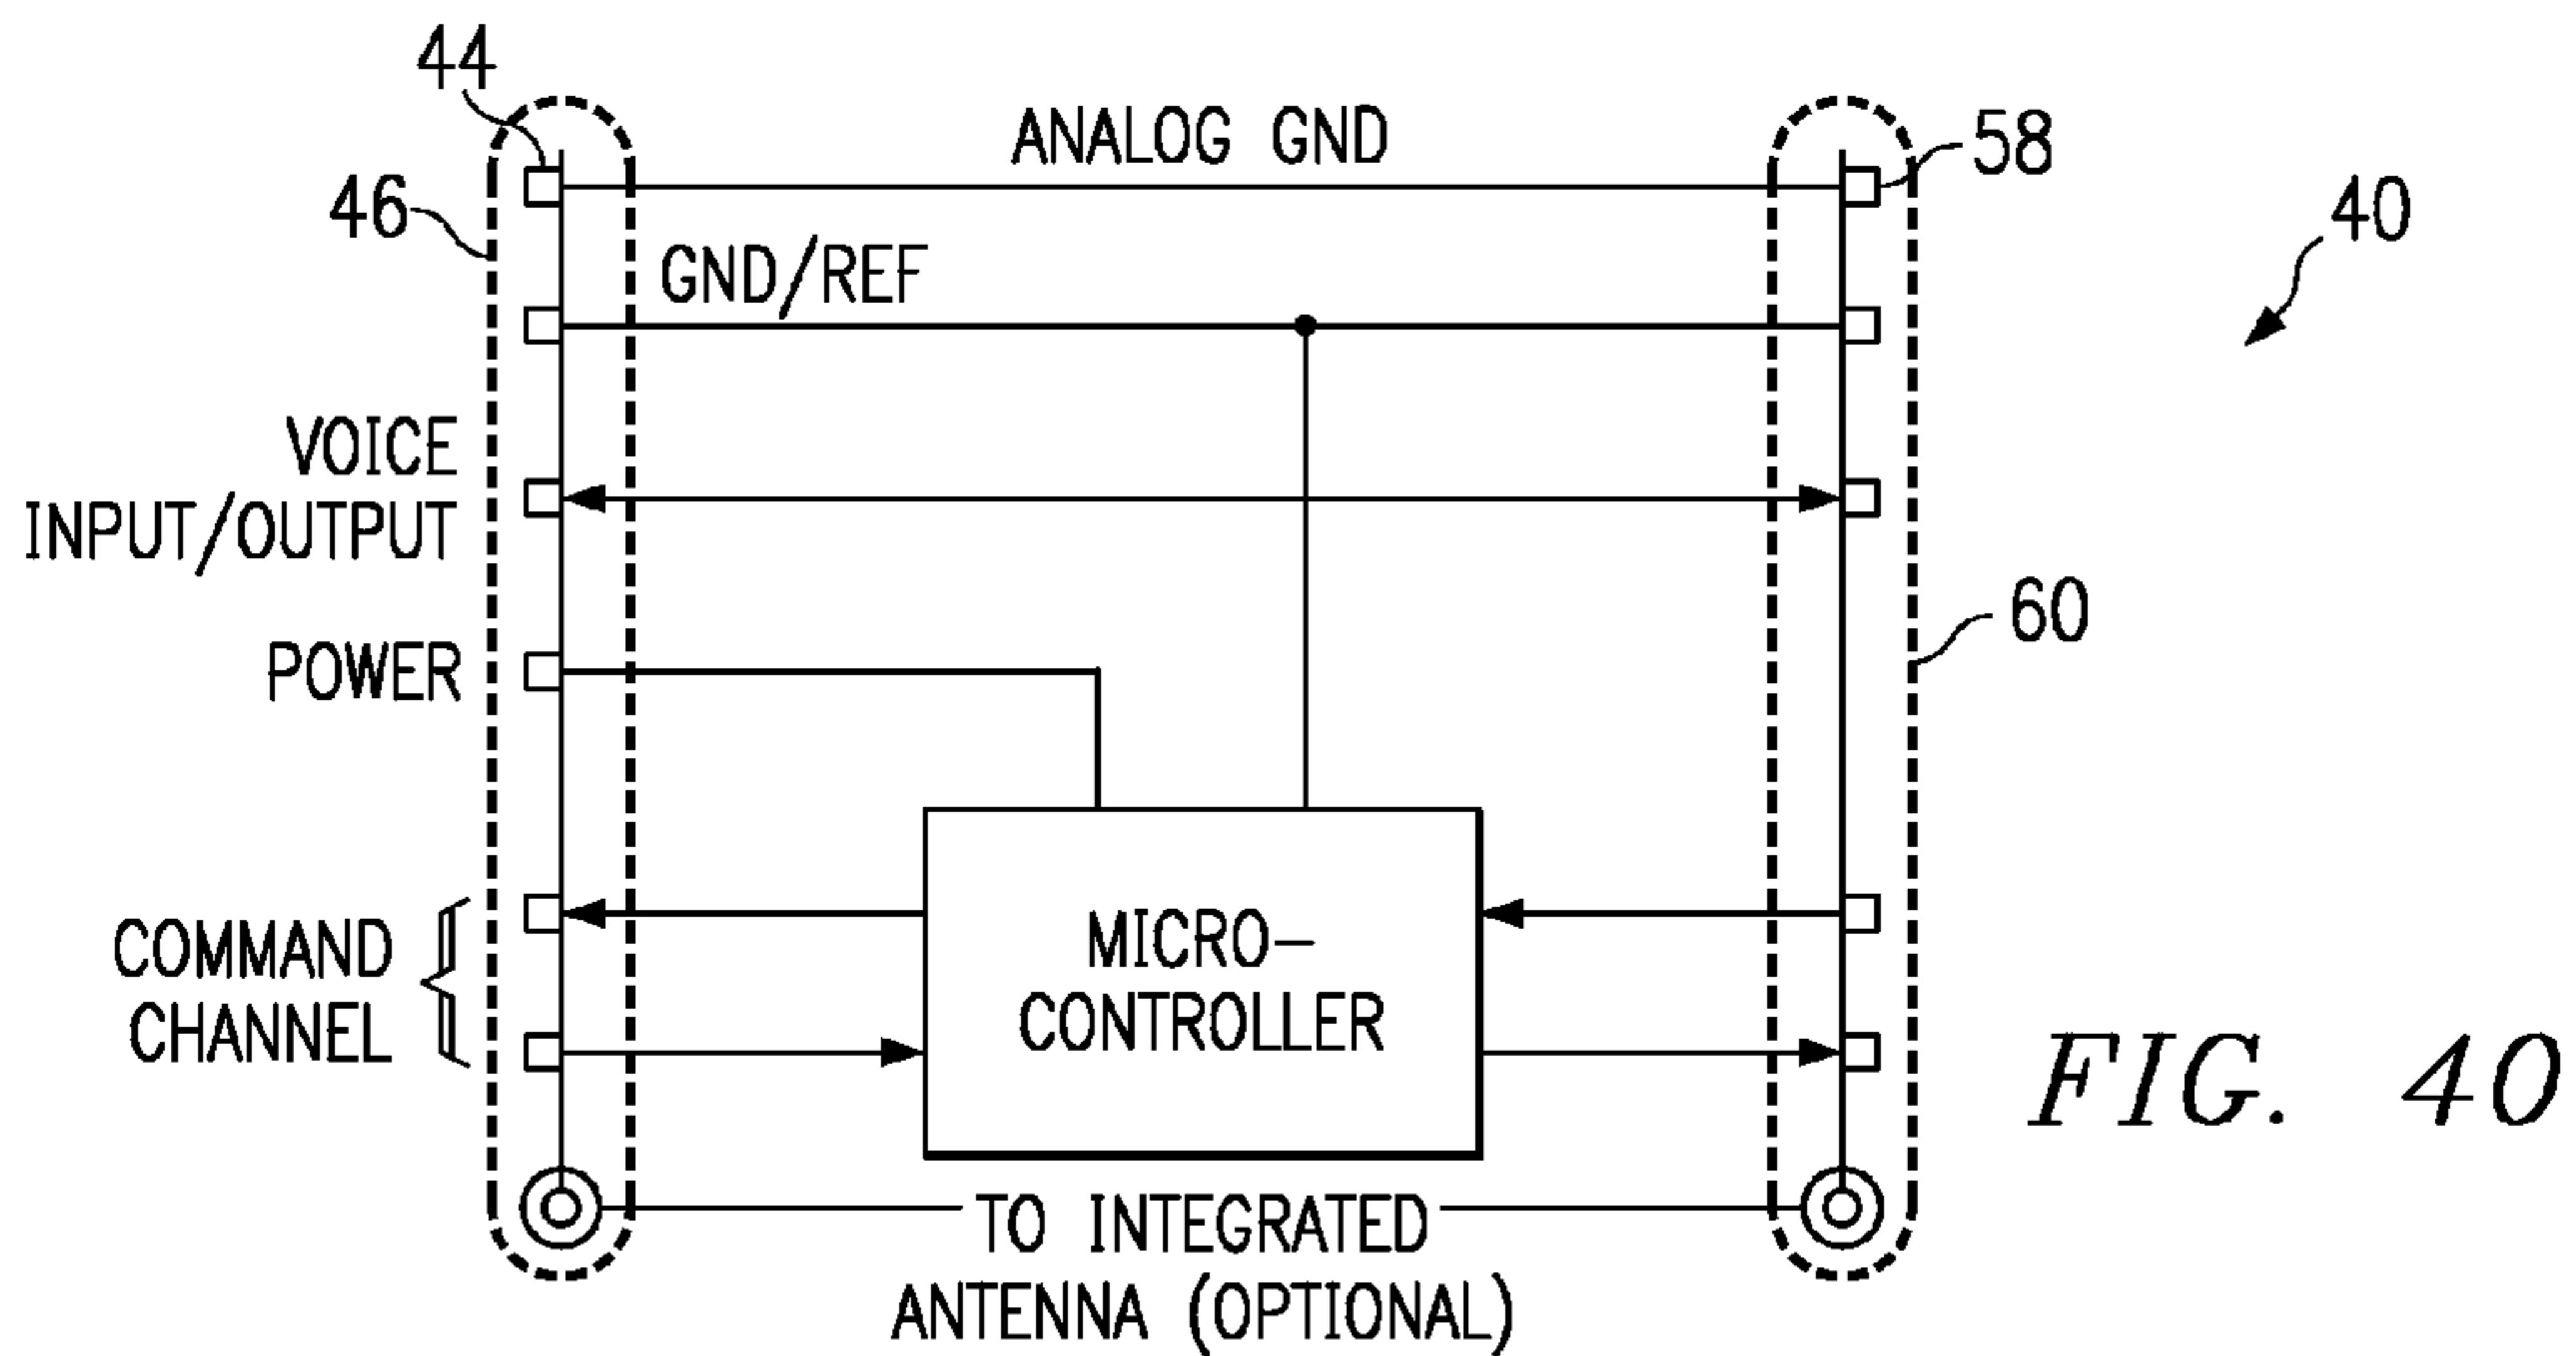 44
ANALOG GND
58
46
40
GND/REF
VOICE
INPUT/OUTPUT
60
POWER
COMMAND
CHANNEL
MICRO-
CONTROLLER
FIG. 40
TO INTEGRATED
ANTENNA (OPTIONAL)